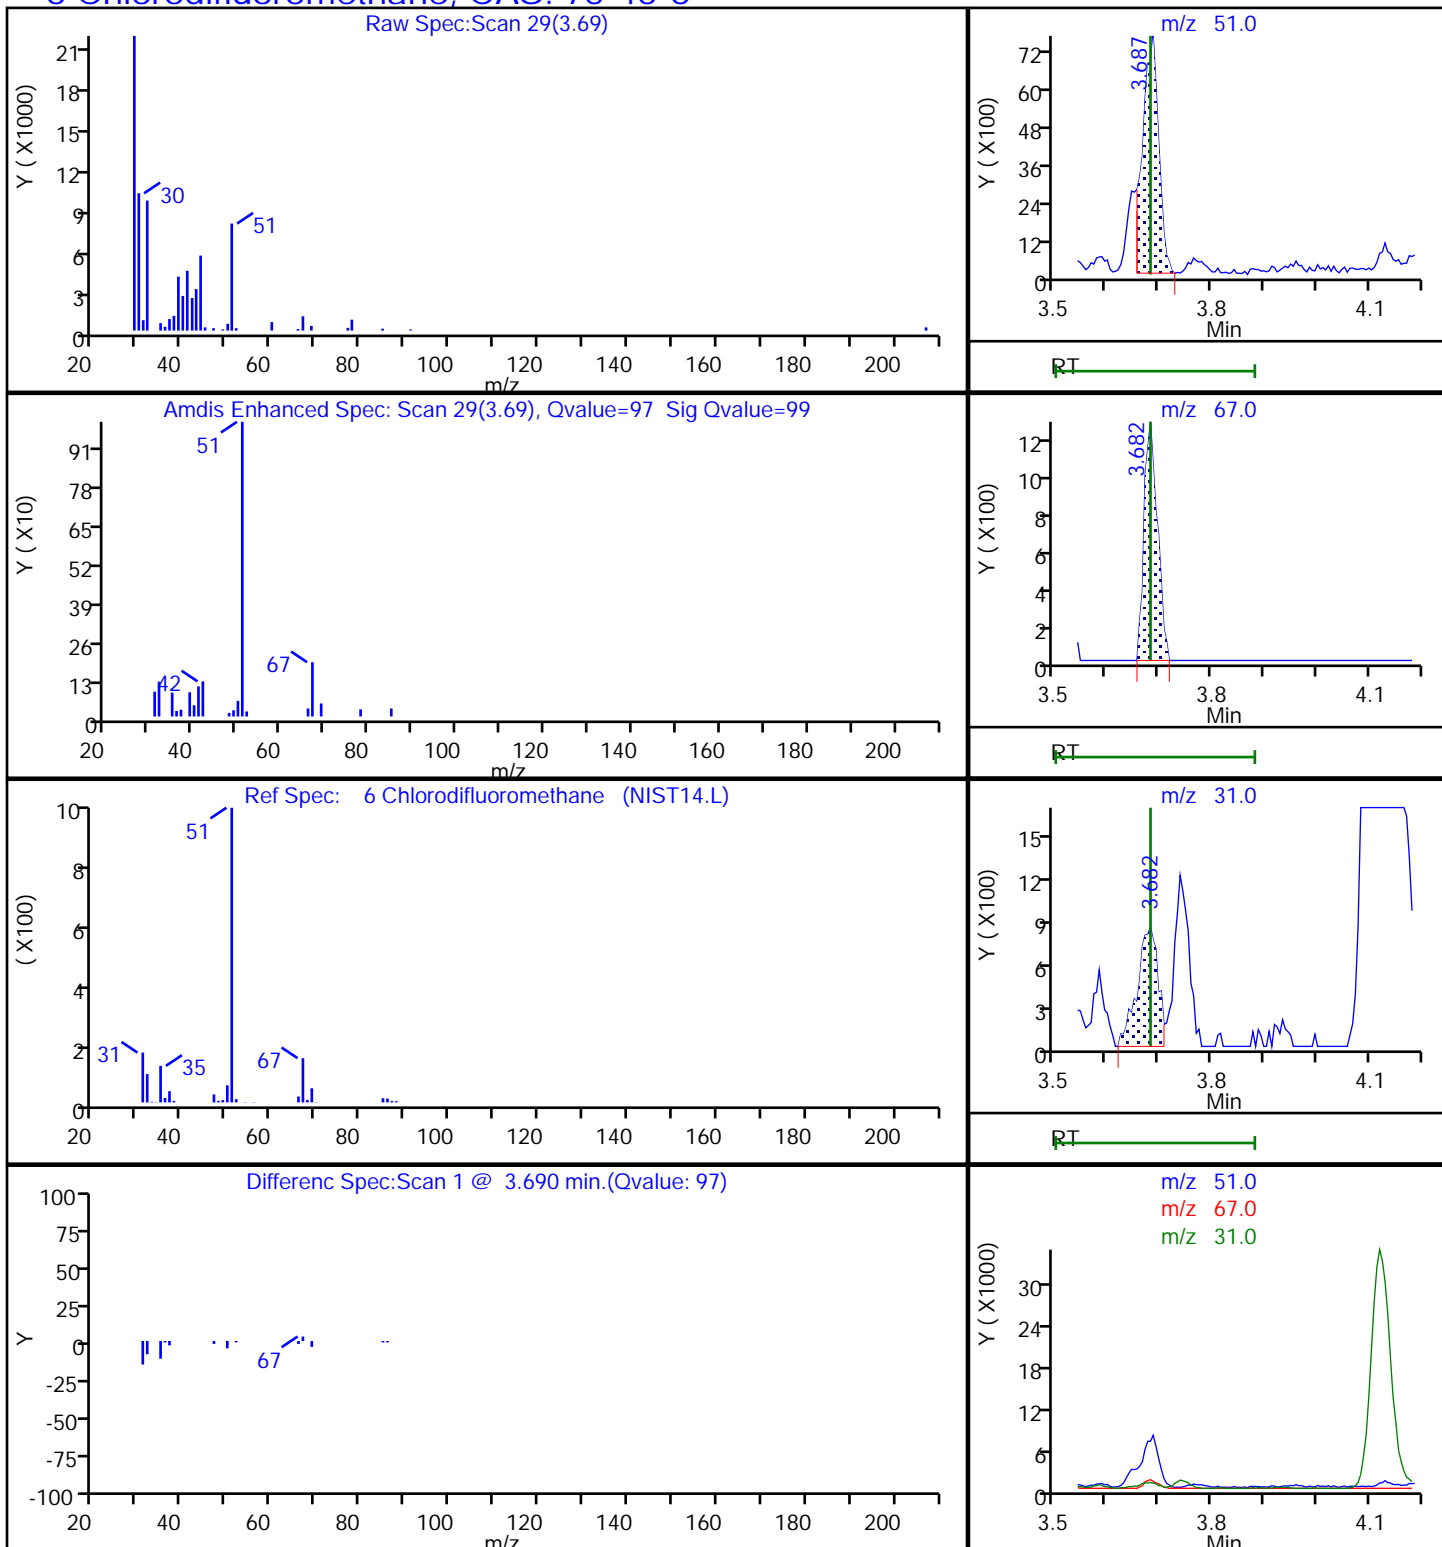 6 Chlorodifluoromethane, CAS: 75-45-6
Raw Spec:Scan 29(3.69)
Y ( X1000)
21
18
15
12
9
6
3
0
30
51
20 40 60 80 100 120 140 160 180 200
m/z
m/z 51.0
Y ( X100)
72
60
48
36
24
12
0
3.687
3.5 3.8 4.1
Min
RT
Amdis Enhanced Spec: Scan 29(3.69), Qvalue=97 Sig Qvalue=99
Y ( X10)
91
78
65
52
39
26
13
0
51
42
67
20 40 60 80 100 120 140 160 180 200
m/z
m/z 67.0
Y ( X100)
12
10
8
6
4
2
0
3.682
3.5 3.8 4.1
Min
RT
Ref Spec: 6 Chlorodifluoromethane (NIST14.L)
( X100)
10
8
6
4
2
0
51
31
35
67
20 40 60 80 100 120 140 160 180 200
m/z 31.0
Y ( X100)
15
12
9
6
3
0
3.682
3.5 3.8 4.1
Min
RT
Differenc Spec:Scan 1 @ 3.690 min.(Qvalue: 97)
Y
100
75
50
25
0
-25
-50
-75
-100
67
20 40 60 80 100 120 140 160 180 200
m/z
m/z 51.0
m/z 67.0
m/z 31.0
Y ( X1000)
30
24
18
12
6
0
3.5 3.8 4.1
Min